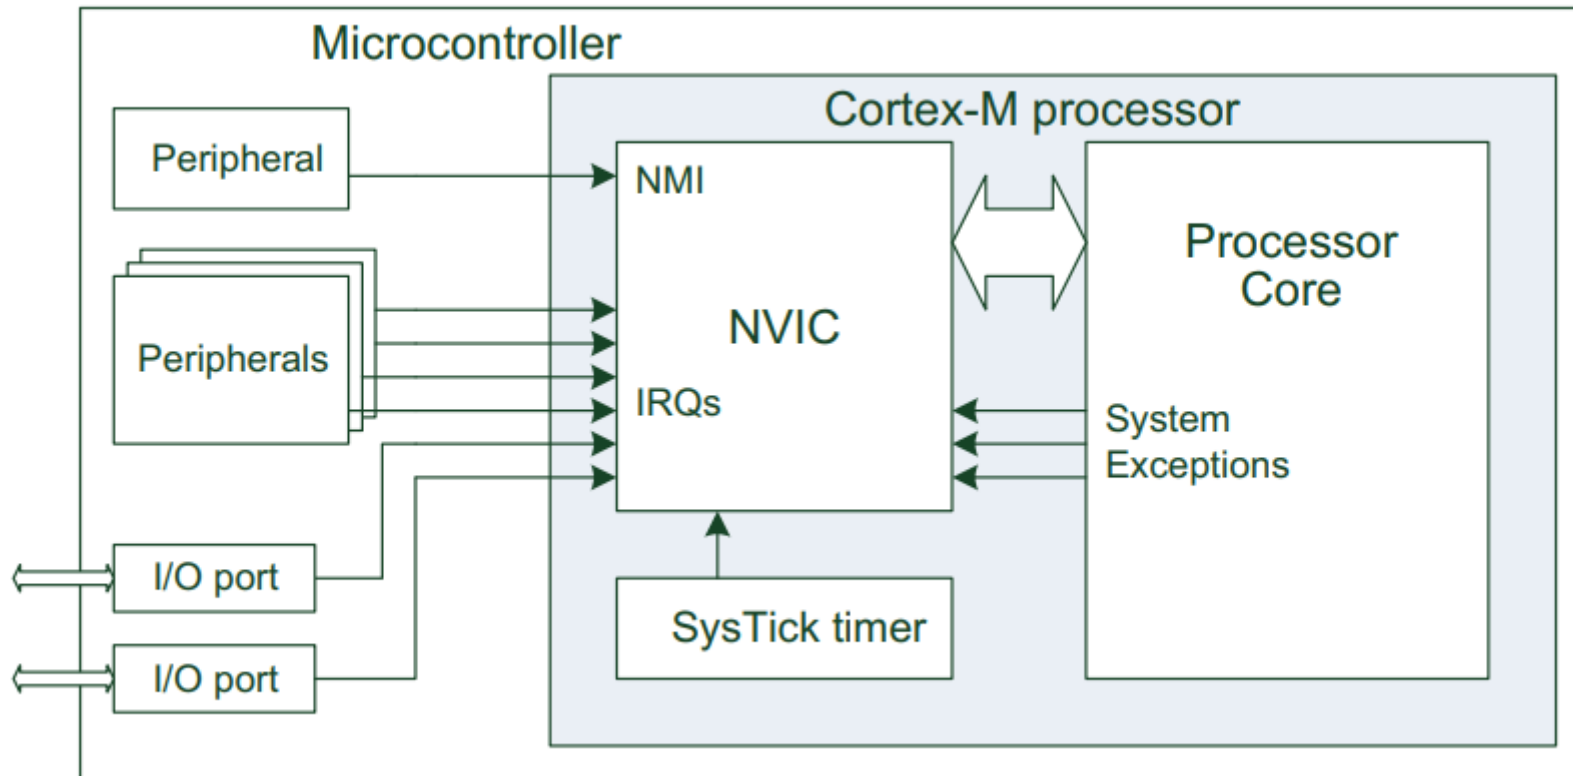 Microcontroller
Cortex-M processor
Peripheral
NMI
Processor
Core
NVIC
Peripherals
IRQs
System
Exceptions
I/O port
SysTick timer
I/O port